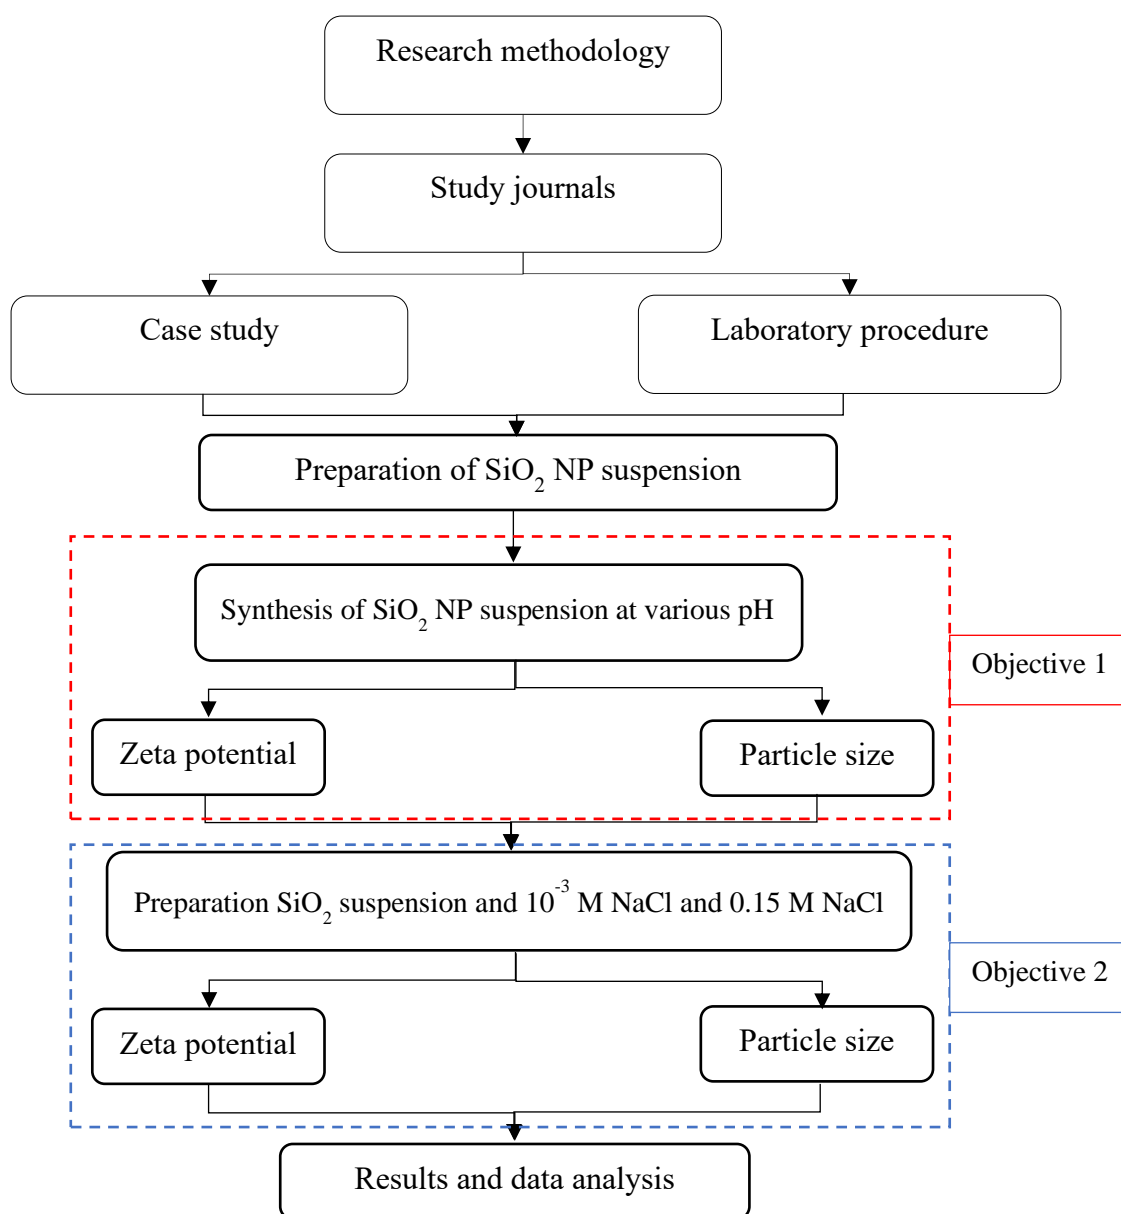 Research methodology
Study journals
Case study
Laboratory procedure
Preparation of SiO₂ NP suspension
Synthesis of SiO₂ NP suspension at various pH
Objective 1
Zeta potential
Particle size
Preparation SiO₂ suspension and 10⁻³ M NaCl and 0.15 M NaCl
Objective 2
Zeta potential
Particle size
Results and data analysis